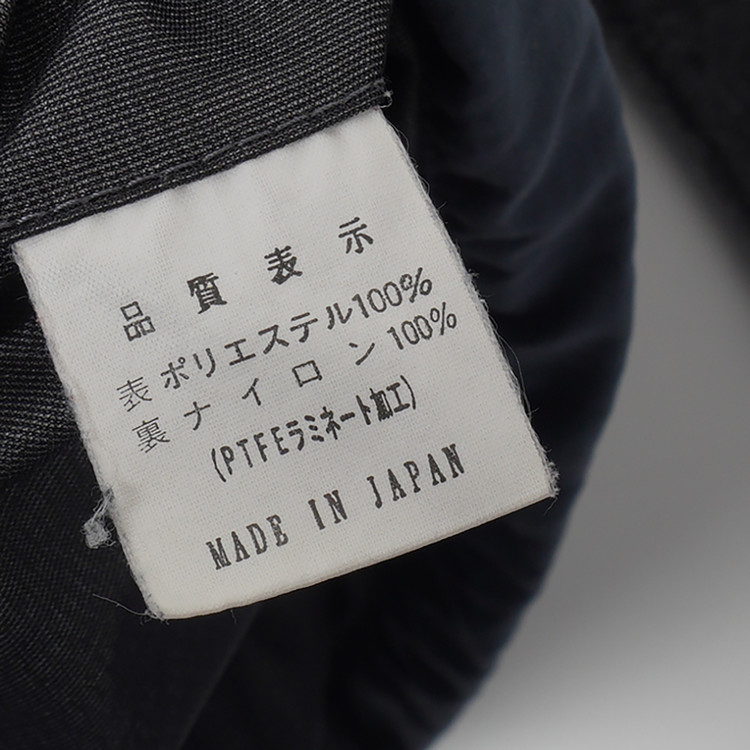 品質表示
表 ポリエステル100%
裏 ナイロン100%
(PTFEラミネート加工)
MADE IN JAPAN